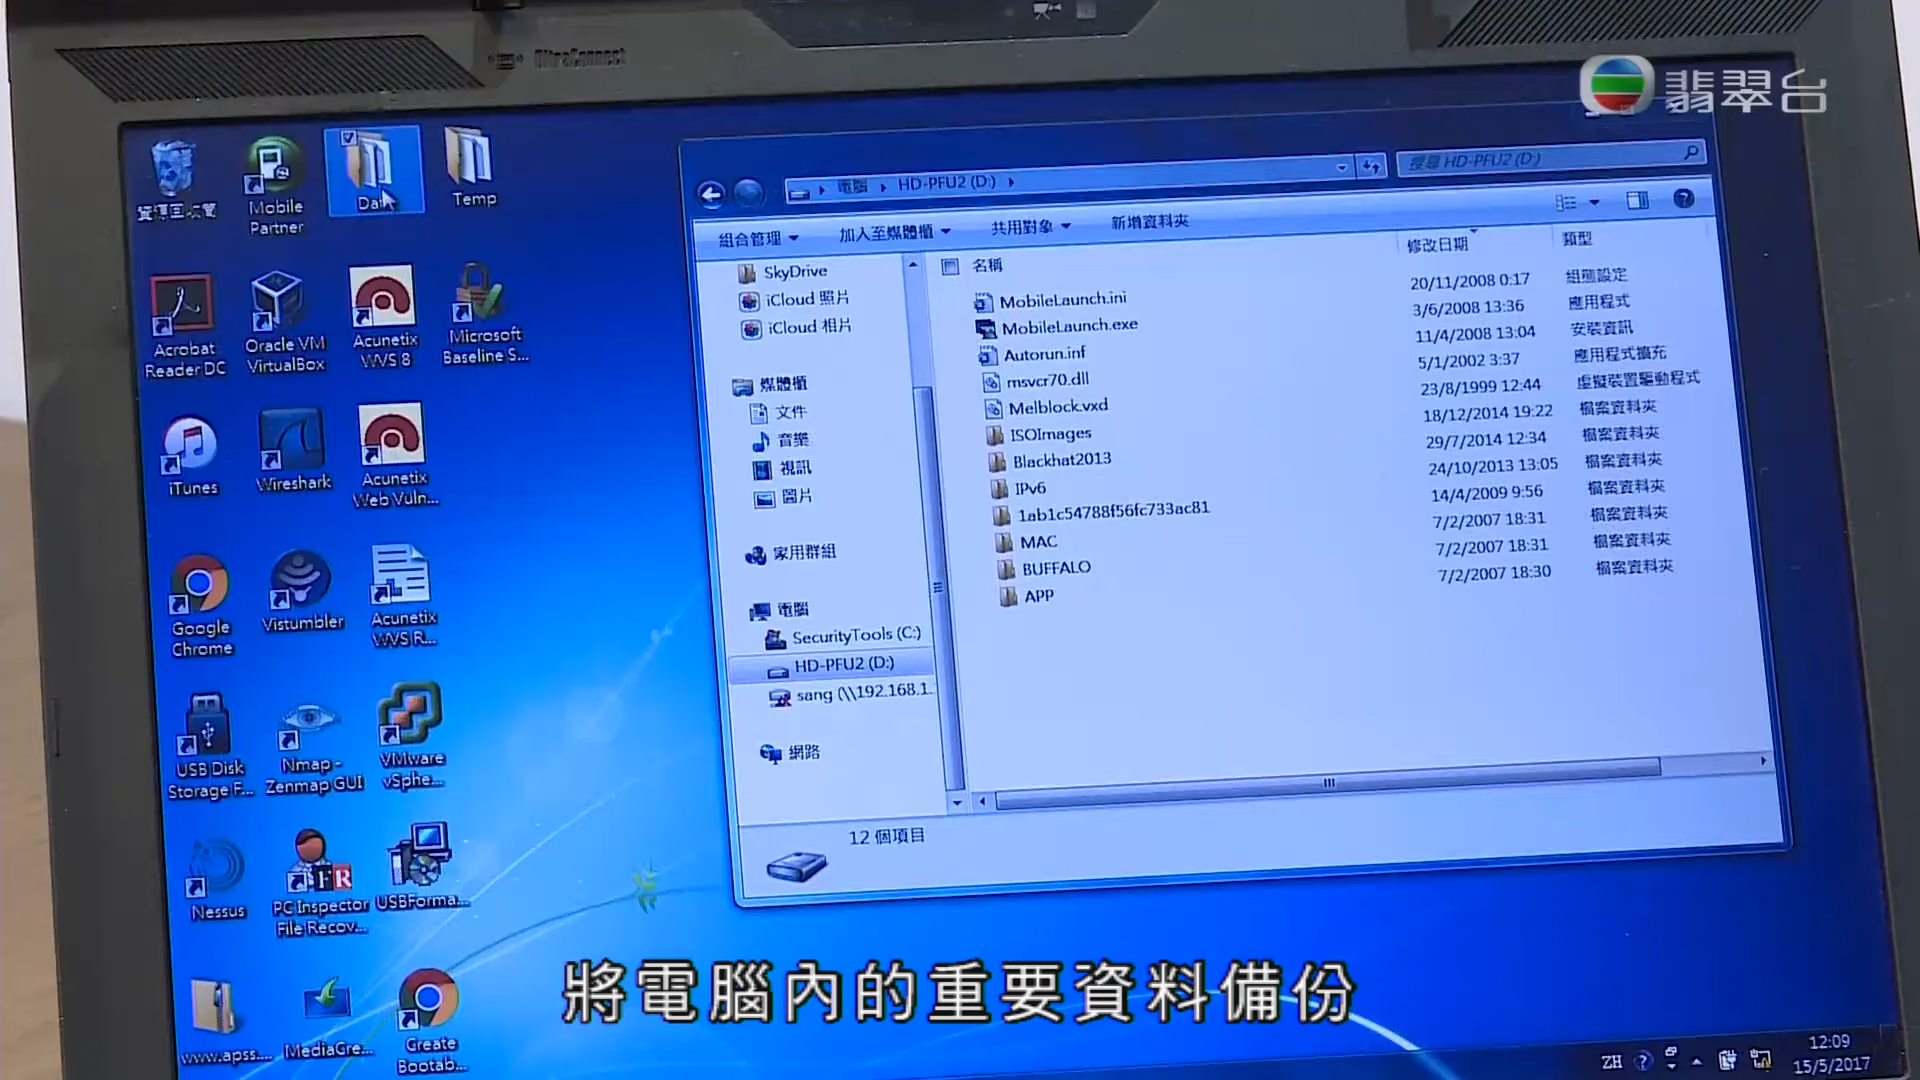 UltraConnect
翡翠台
資源回收筒
Mobile
Partner
Data
Temp
Acrobat
Reader DC
Oracle VM
VirtualBox
Acunetix
WVS 8
Microsoft
Baseline S...
iTunes
Wireshark
Acunetix
Web Vuln...
Google
Chrome
Vistumbler
Acunetix
WVS R...
USB Disk
Storage F...
Nmap -
Zenmap GUI
VMware
vSphe...
Nessus
PC Inspector
File Recov...
FR
USBForma...
www.apss....
MediaCre...
Create
Bootab...
電腦 HD-PFU2 (D:)
搜尋 HD-PFU2 (D:)
組合管理 加入至媒體櫃 共用對象 新增資料夾
SkyDrive
iCloud 照片
iCloud 相片
媒體櫃
文件
音樂
視訊
圖片
家用群組
電腦
SecurityTools (C:)
HD-PFU2 (D:)
sang (\\192.168.1.
網路
名稱 修改日期 類型
MobileLaunch.ini 20/11/2008 0:17 組態設定
MobileLaunch.exe 3/6/2008 13:36 應用程式
Autorun.inf 11/4/2008 13:04 安裝資訊
msvcr70.dll 5/1/2002 3:37 應用程式擴充
Melblock.vxd 23/8/1999 12:44 虛擬裝置驅動程式
ISOImages 18/12/2014 19:22 檔案資料夾
Blackhat2013 29/7/2014 12:34 檔案資料夾
IPv6 24/10/2013 13:05 檔案資料夾
1ab1c54788f56fc733ac81 14/4/2009 9:56 檔案資料夾
MAC 7/2/2007 18:31 檔案資料夾
BUFFALO 7/2/2007 18:31 檔案資料夾
APP 7/2/2007 18:30 檔案資料夾
12 個項目
將電腦內的重要資料備份
ZH
12:09
15/5/2017